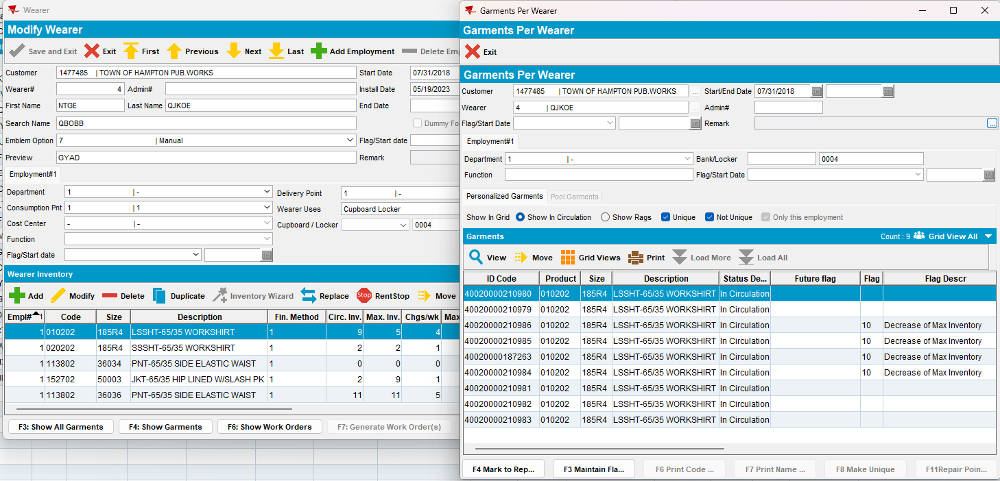 Wearer
Modify Wearer
Save and Exit Exit First Previous Next Last Add Employment Delete Em
Customer 1477485 | TOWN OF HAMPTON PUB.WORKS Start Date 07/31/2018
Wearer# 4 Admin# Install Date 05/19/2023
First Name NTGE Last Name QJKOE End Date
Search Name QBOBB Dummy Fo
Emblem Option 7 | Manual Flag/Start date
Preview GYAD Remark
Employment#1
Department 1 | - Delivery Point 1 | -
Consumption Pnt 1 | 1 Wearer Uses Cupboard Locker
Cost Center - | - Cupboard / Locker 0004
Function
Flag/Start date 16
Wearer Inventory
Add Modify Delete Duplicate Inventory Wizard Replace Stop RentStop Move
Empl# 1 Code Size Description Fin. Method Circ. Inv. Max. Inv. Chgs/wk Max
1 010202 185R4 LSSHT-65/35 WORKSHIRT 1 9 5 4
1 020202 185R4 SSSHT-65/35 WORKSHIRT 1 2 2 1
1 113802 36034 PNT-65/35 SIDE ELASTIC WAIST 1 0 0 0
1 152702 50003 JKT-65/35 HIP LINED W/SLASH PK 1 2 9 1
1 113802 36036 PNT-65/35 SIDE ELASTIC WAIST 1 11 11 5
F3: Show All Garments F4: Show Garments F6: Show Work Orders F7: Generate Work Order(s)
Garments Per Wearer
Garments Per Wearer
Exit
Garments Per Wearer
Customer 1477485 | TOWN OF HAMPTON PUB.WORKS ... Start/End Date 07/31/2018 16 16
Wearer 4 | QJKOE ... Admin#
Flag/Start Date 16 Remark ...
Employment#1
Department 1 | - Bank/Locker 0004
Function Flag/Start Date 16
Personalized Garments Pool Garments
Show In Grid Show In Circulation Show Rags Unique Not Unique Only this employment
Garments Count : 9 Grid View All
View Move Grid Views Print Load More Load All
ID Code Product Size Description Status De... Future flag Flag Flag Descr
40020000210980 010202 185R4 LSSHT-65/35 WORKSHIRT In Circulation
40020000210979 010202 185R4 LSSHT-65/35 WORKSHIRT In Circulation
40020000210986 010202 185R4 LSSHT-65/35 WORKSHIRT In Circulation 10 Decrease of Max Inventory
40020000210985 010202 185R4 LSSHT-65/35 WORKSHIRT In Circulation 10 Decrease of Max Inventory
40020000187263 010202 185R4 LSSHT-65/35 WORKSHIRT In Circulation 10 Decrease of Max Inventory
40020000210984 010202 185R4 LSSHT-65/35 WORKSHIRT In Circulation 10 Decrease of Max Inventory
40020000210981 010202 185R4 LSSHT-65/35 WORKSHIRT In Circulation
40020000210982 010202 185R4 LSSHT-65/35 WORKSHIRT In Circulation
40020000210983 010202 185R4 LSSHT-65/35 WORKSHIRT In Circulation
F4 Mark to Rep... F3 Maintain Fla... F6 Print Code ... F7 Print Name ... F8 Make Unique F11Repair Poin...